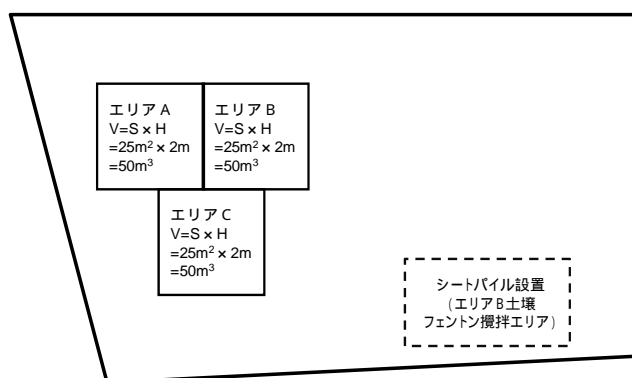 エリアA
V=S×H
=25m²×2m
=50m³
エリアB
V=S×H
=25m²×2m
=50m³
エリアC
V=S×H
=25m²×2m
=50m³
シートパイル設置
(エリアB土壌
フェントン攪拌エリア)